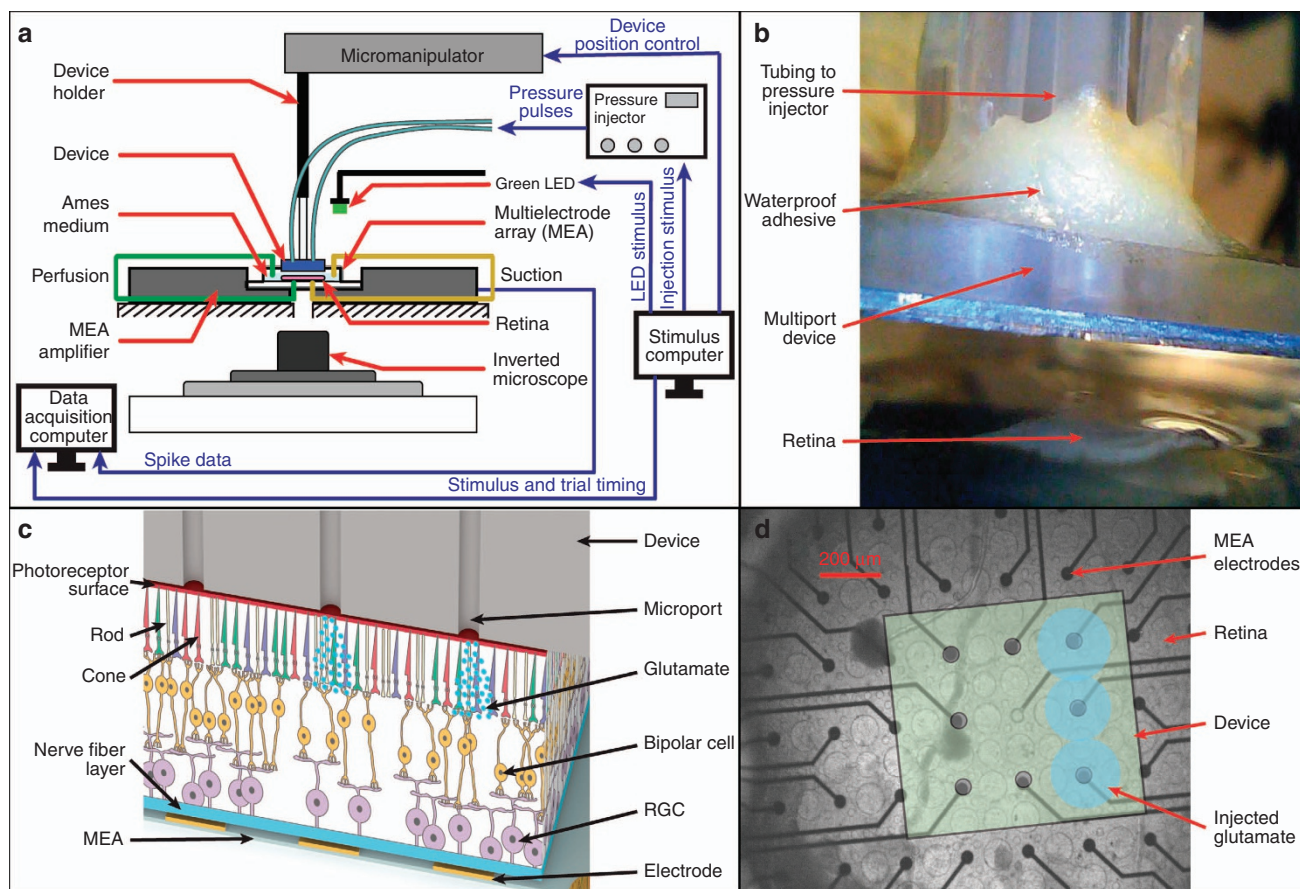 a
Micromanipulator
Device
position control
Device
holder
Pressure
pulses
Pressure
injector
Device
Green LED
Ames
medium
Multielectrode
array (MEA)
Perfusion
Suction
LED stimulus
Injection stimulus
MEA
amplifier
Retina
Stimulus
computer
Inverted
microscope
Data
acquisition
computer
Spike data
Stimulus and trial timing
b
Tubing to
pressure
injector
Waterproof
adhesive
Multiport
device
Retina
c
Device
Photoreceptor
surface
Microport
Rod
Cone
Glutamate
Nerve fiber
layer
Bipolar cell
RGC
MEA
Electrode
d
200 µm
MEA
electrodes
Retina
Device
Injected
glutamate